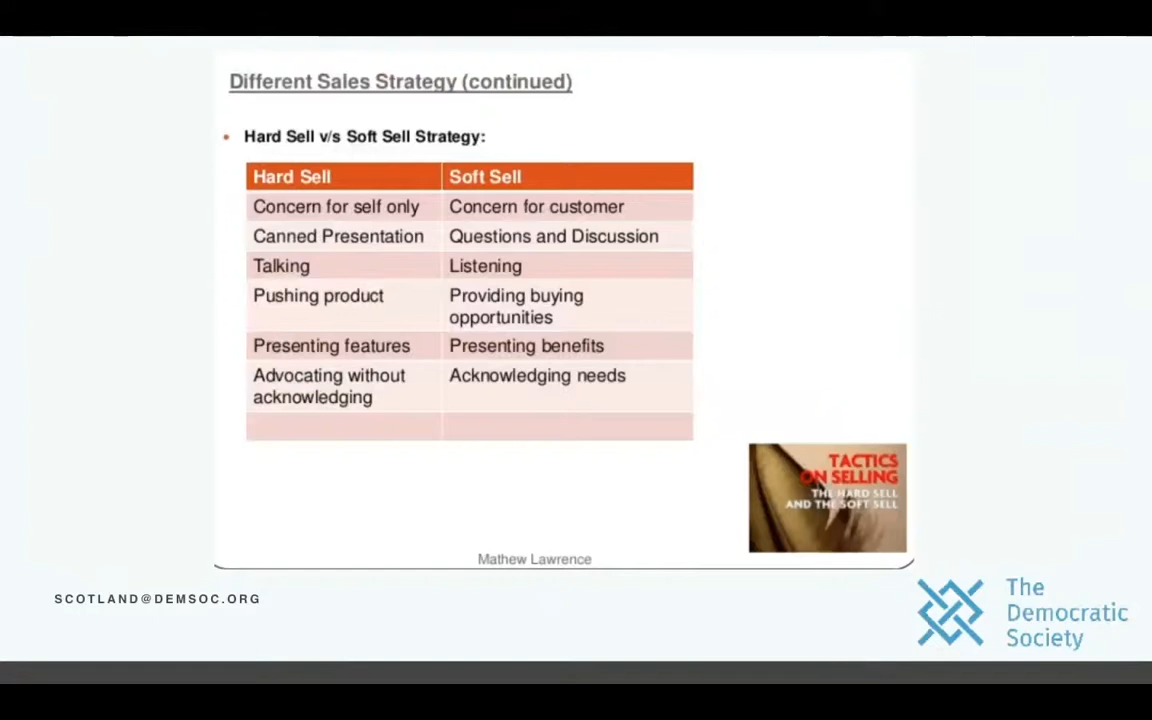 Different Sales Strategy (continued)
• Hard Sell v/s Soft Sell Strategy:
Hard Sell Soft Sell
Concern for self only Concern for customer
Canned Presentation Questions and Discussion
Talking Listening
Pushing product Providing buying
opportunities
Presenting features Presenting benefits
Advocating without Acknowledging needs
acknowledging
TACTICS
ON SELLING
THE HARD SELL
AND THE SOFT SELL
Mathew Lawrence
SCOTLAND@DEMSOC.ORG
The
Democratic
Society